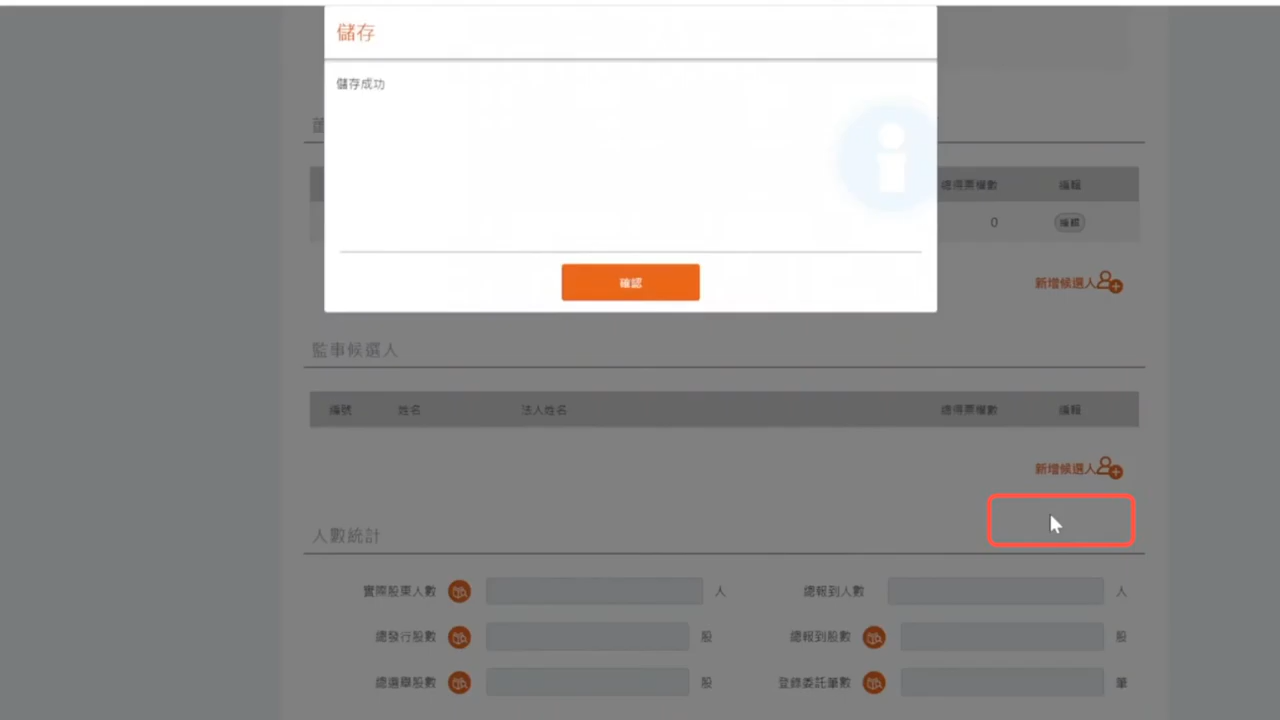 儲存
儲存成功
確認
總得票權數 編輯
0 編輯
新增候選人
監事候選人
編號 姓名 法人姓名 總得票權數 編輯
新增候選人
人數統計
實際股東人數 人 總報到人數 人
總發行股數 股 總報到股數 股
總選舉股數 股 登錄委託筆數 筆